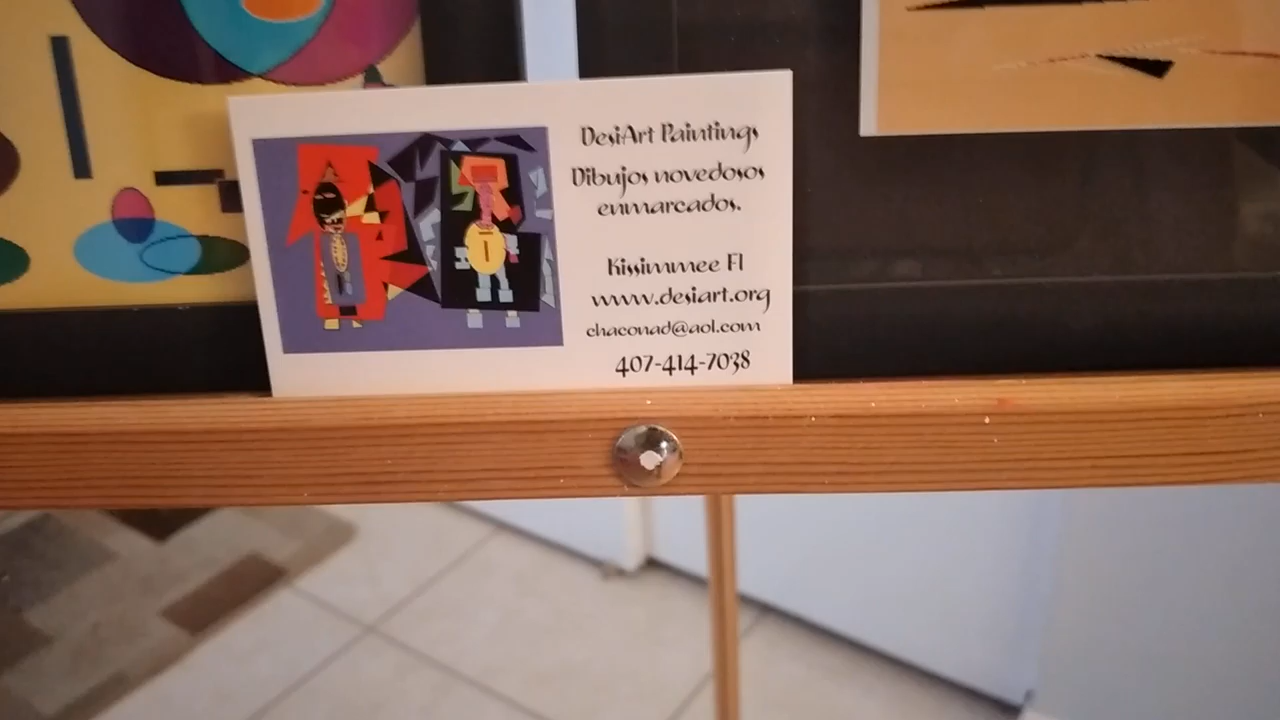 DesiArt Paintings
Dibujos novedosos
enmarcados.
Kissimmee Fl
www.desiart.org
chaconad@aol.com
407-414-7038